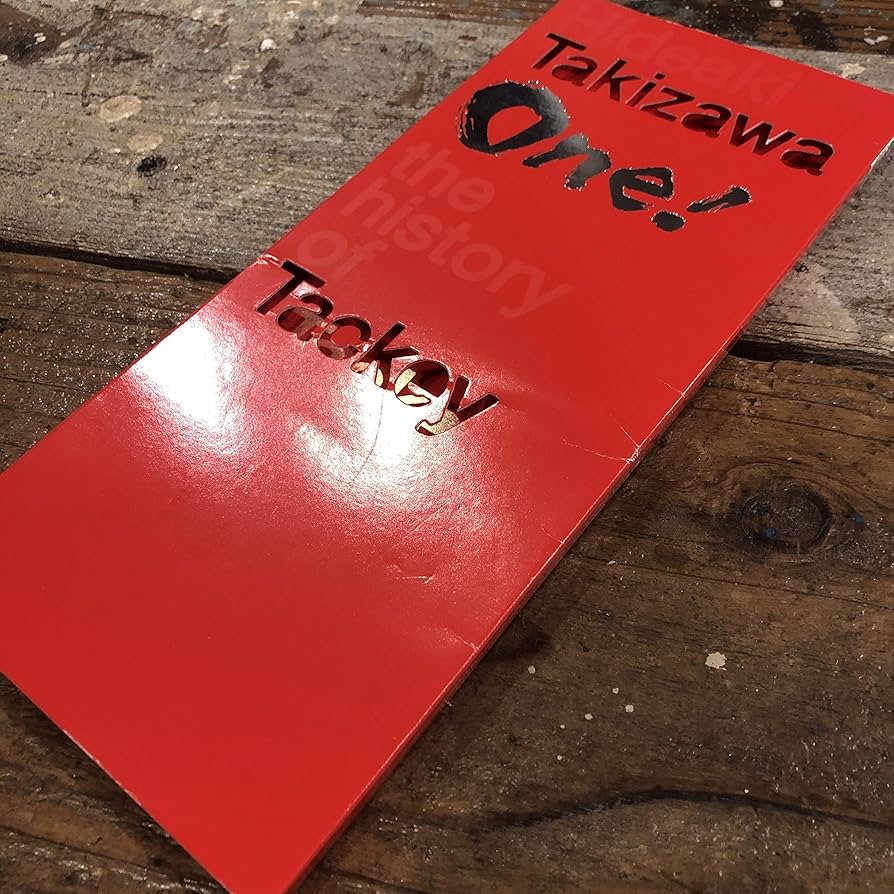 Hideaki
Takizawa
One!
the
history
of
Tackey